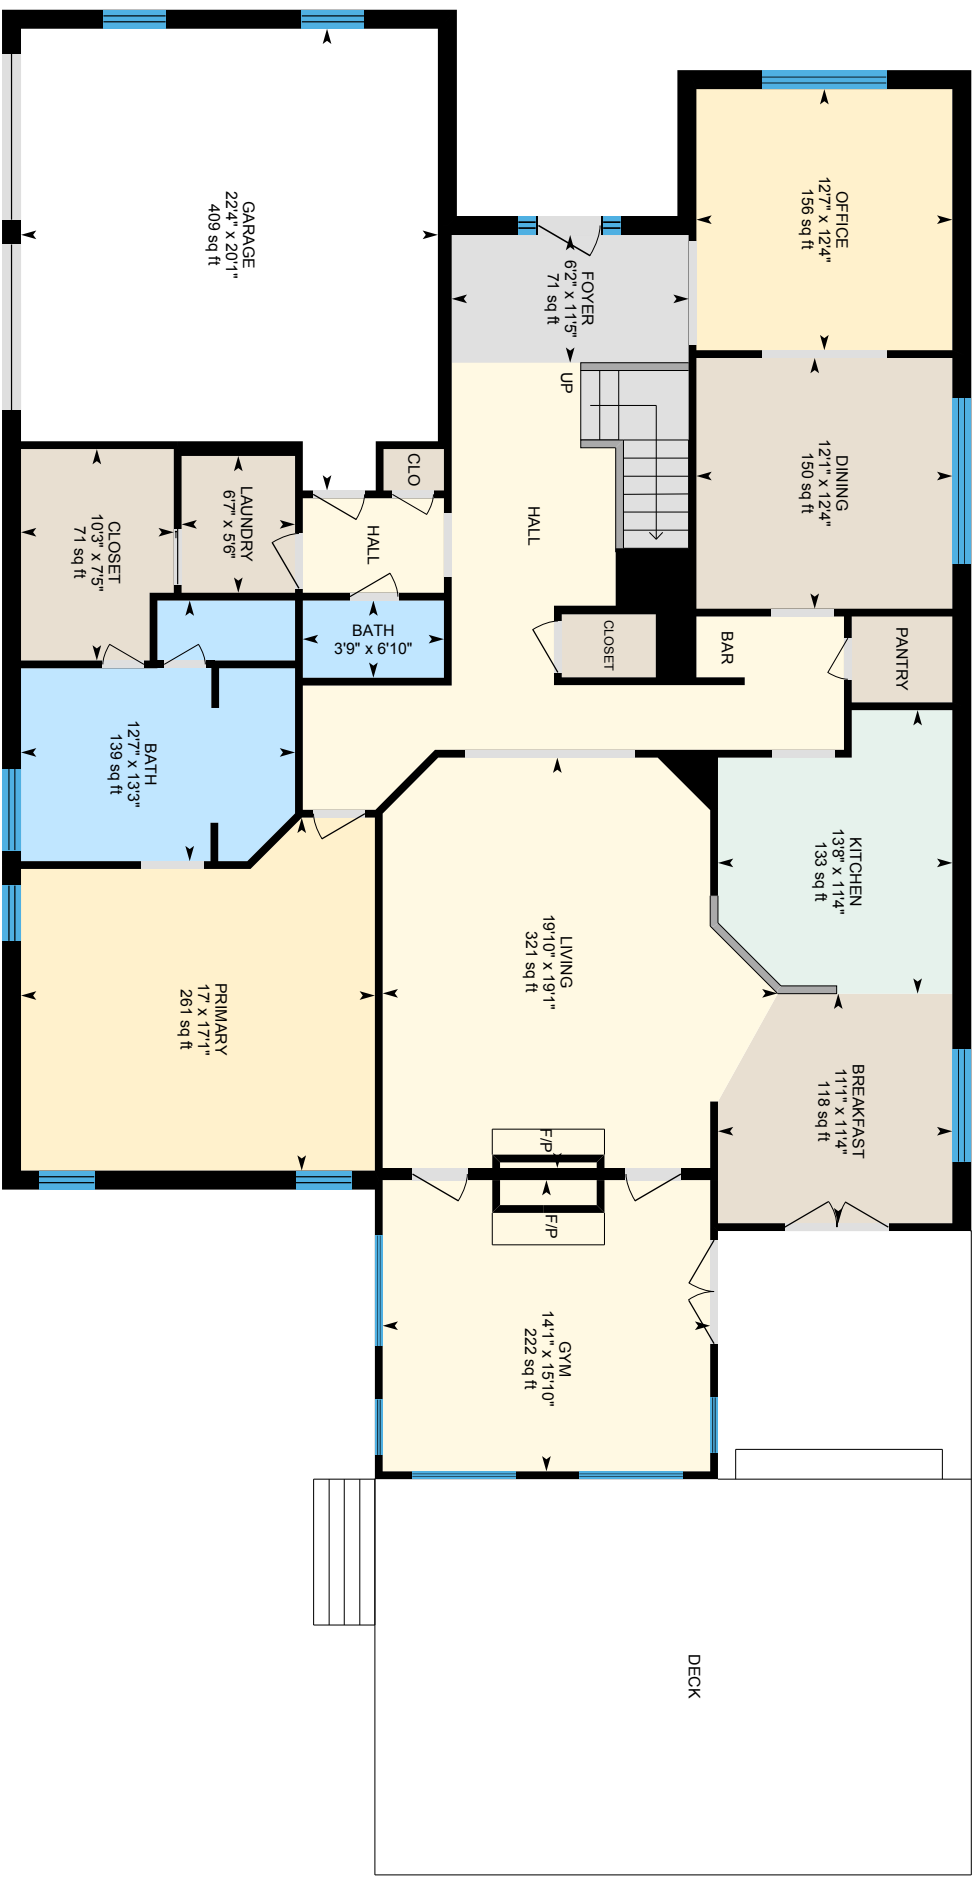 GARAGE
22'4" x 20'1"
409 sq ft
OFFICE
12'7" x 12'4"
156 sq ft
FOYER
6'2" x 11'5"
71 sq ft
UP
DINING
12'1" x 12'4"
150 sq ft
CLO
LAUNDRY
6'7" x 5'6"
HALL
HALL
CLOSET
10'3" x 7'5"
71 sq ft
BATH
3'9" x 6'10"
CLOSET
BAR
PANTRY
BATH
12'7" x 13'3"
139 sq ft
KITCHEN
13'8" x 11'4"
133 sq ft
LIVING
19'10" x 19'1"
321 sq ft
PRIMARY
17' x 17'1"
261 sq ft
BREAKFAST
11'1" x 11'4"
118 sq ft
F/P
F/P
GYM
14'1" x 15'10"
222 sq ft
DECK